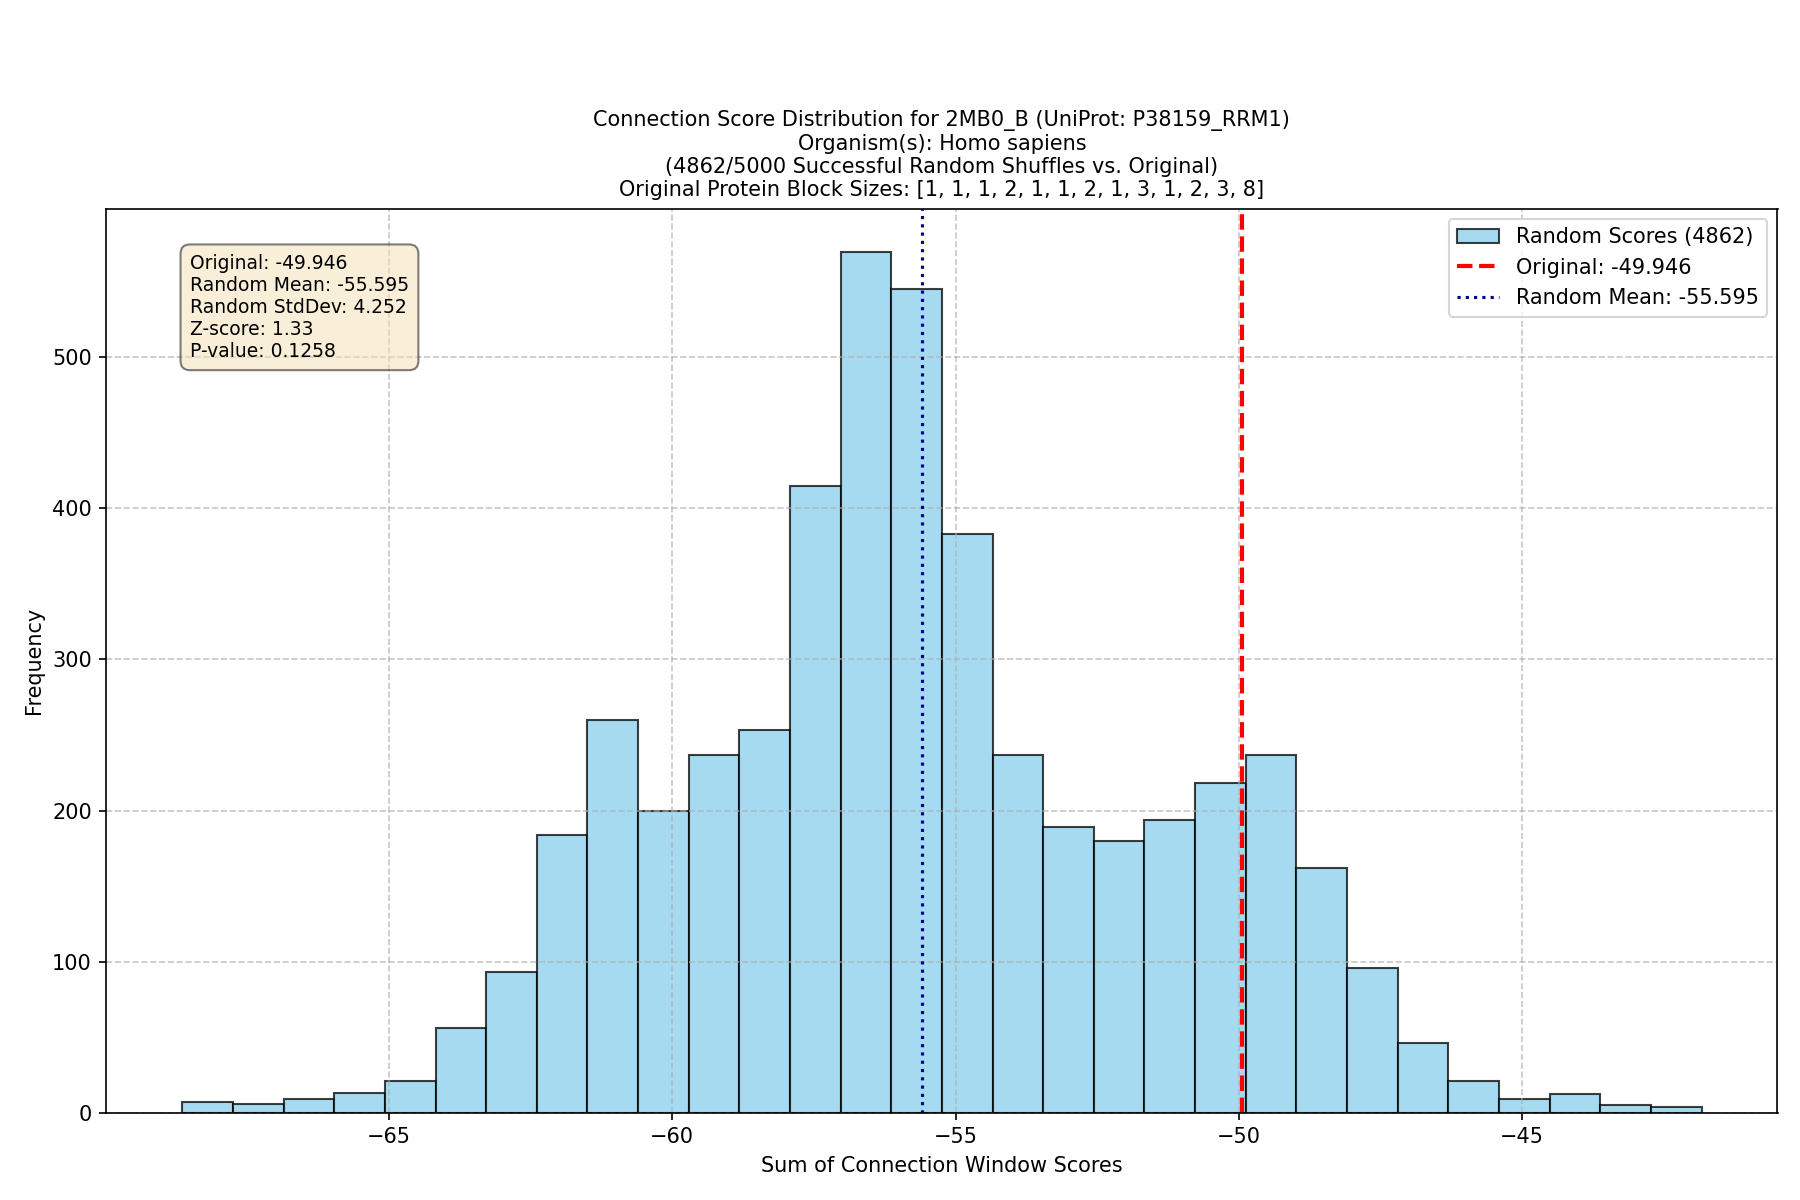 Connection Score Distribution for 2MB0_B (UniProt: P38159_RRM1)
Organism(s): Homo sapiens
(4862/5000 Successful Random Shuffles vs. Original)
Original Protein Block Sizes: [1, 1, 1, 2, 1, 1, 2, 1, 3, 1, 2, 3, 8]
Original: -49.946
Random Mean: -55.595
Random StdDev: 4.252
Z-score: 1.33
P-value: 0.1258
Random Scores (4862)
Original: -49.946
Random Mean: -55.595
Frequency
500
400
300
200
100
0
−65
−60
−55
−50
−45
Sum of Connection Window Scores